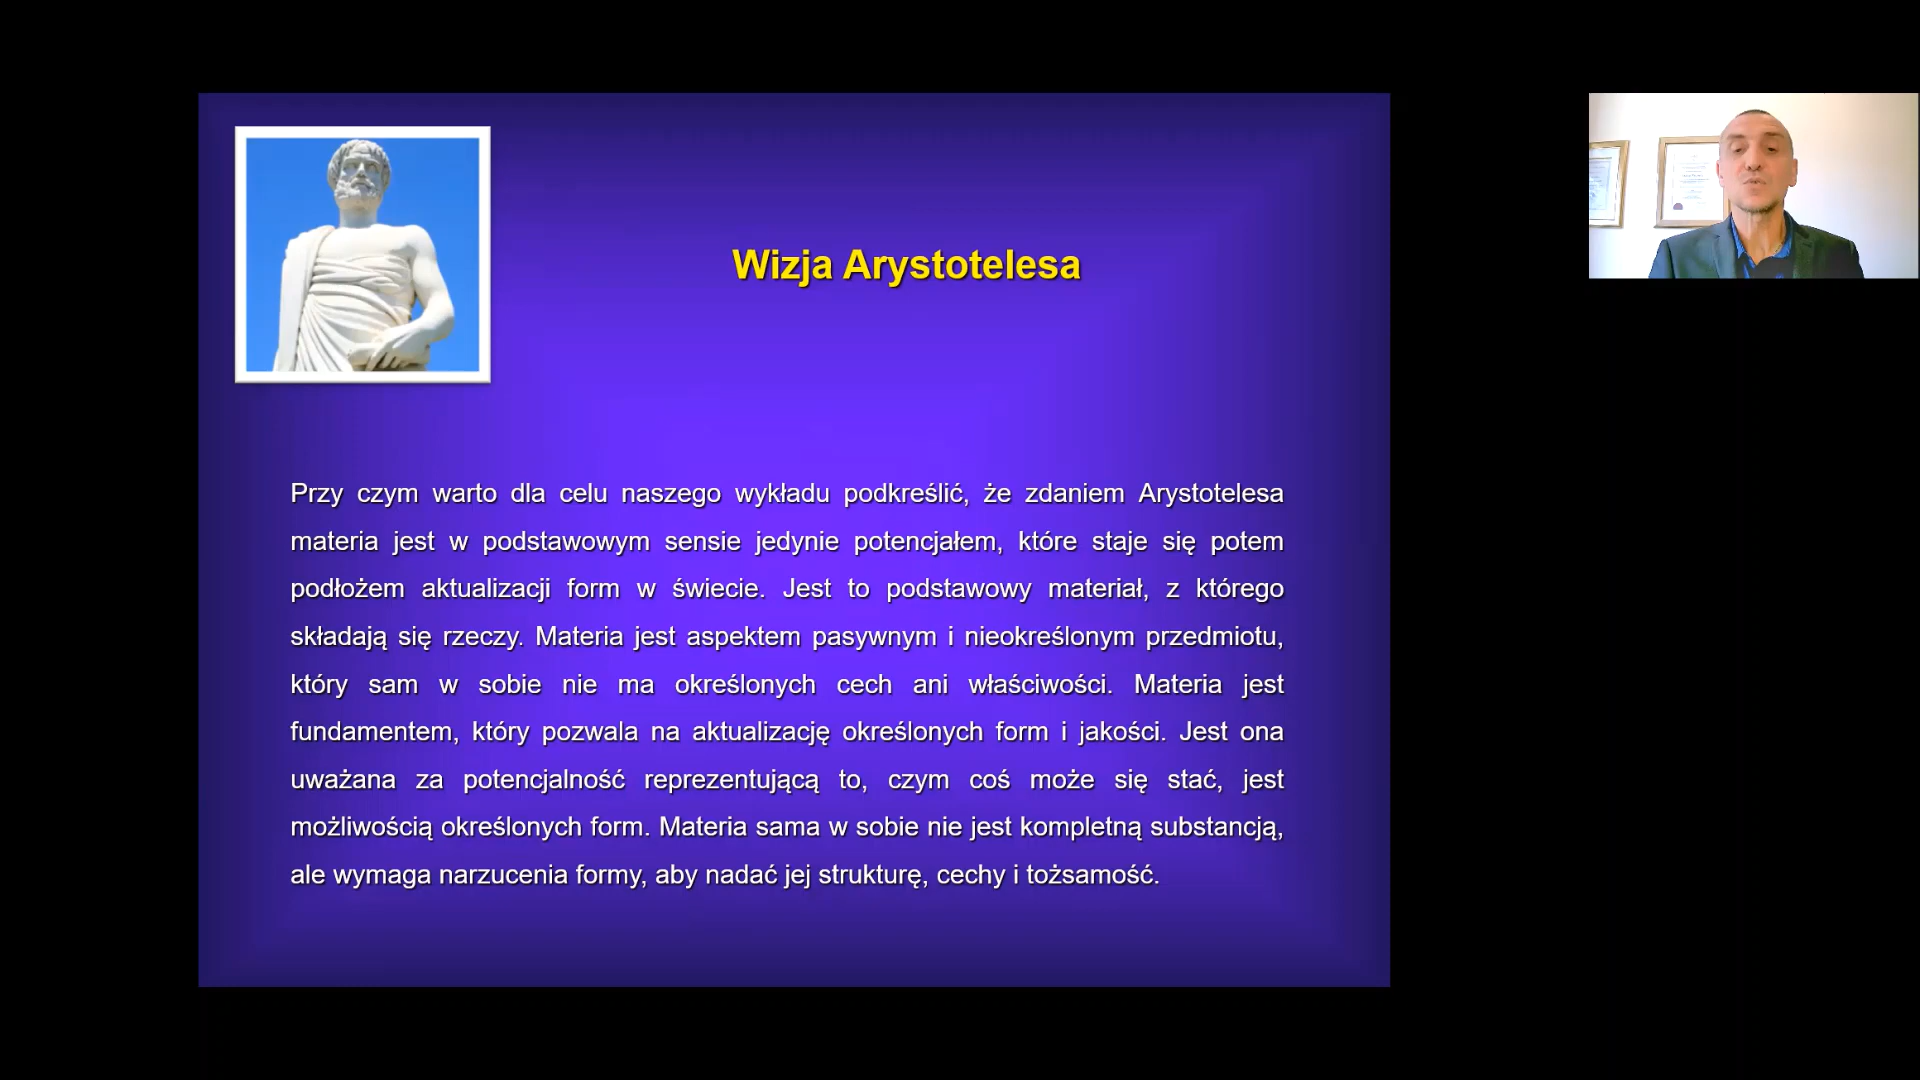 Wizja Arystotelesa
Przy czym warto dla celu naszego wykładu podkreślić, że zdaniem Arystotelesa
materia jest w podstawowym sensie jedynie potencjałem, które staje się potem
podłożem aktualizacji form w świecie. Jest to podstawowy materiał, z którego
składają się rzeczy. Materia jest aspektem pasywnym i nieokreślonym przedmiotu,
który sam w sobie nie ma określonych cech ani właściwości. Materia jest
fundamentem, który pozwala na aktualizację określonych form i jakości. Jest ona
uważana za potencjalność reprezentującą to, czym coś może się stać, jest
możliwością określonych form. Materia sama w sobie nie jest kompletną substancją,
ale wymaga narzucenia formy, aby nadać jej strukturę, cechy i tożsamość.